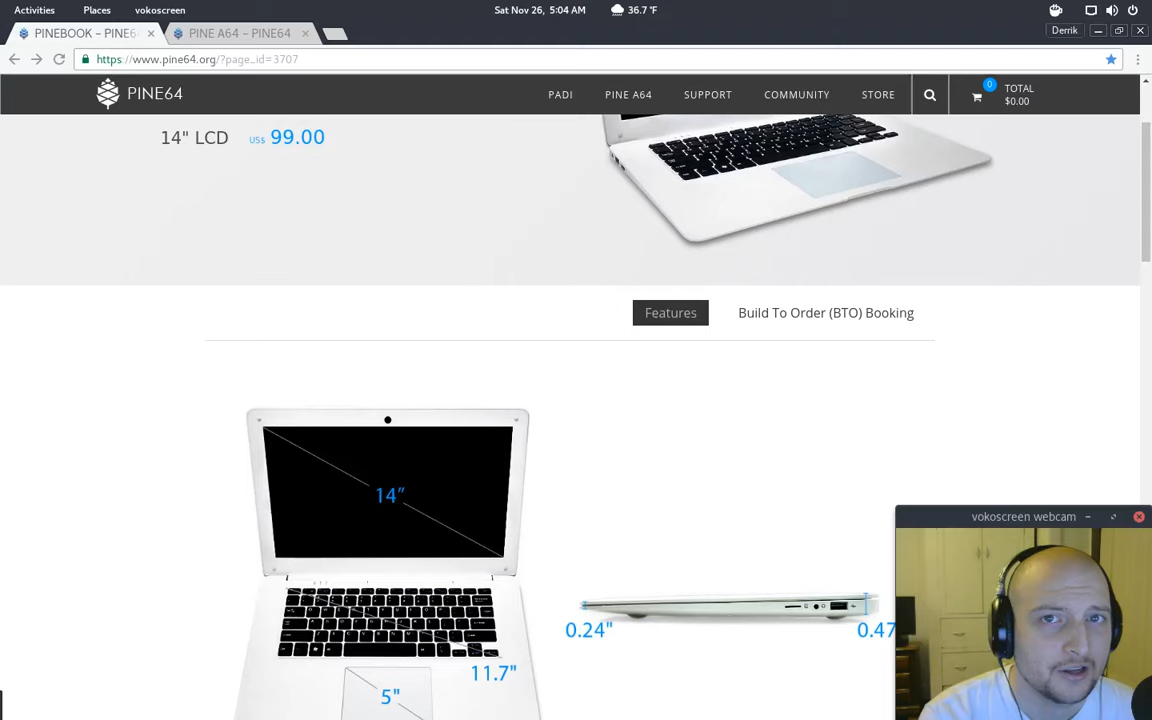 Activities Places vokoscreen Sat Nov 26, 5:04 AM 36.7 °F
PINEBOOK – PINE6 PINE A64 – PINE64 Derrik
https://www.pine64.org/?page_id=3707
PINE64 PADI PINE A64 SUPPORT COMMUNITY STORE 0 TOTAL
$0.00
14" LCD US$ 99.00
Features Build To Order (BTO) Booking
14”
vokoscreen webcam
0.24" 0.47
11.7"
5"